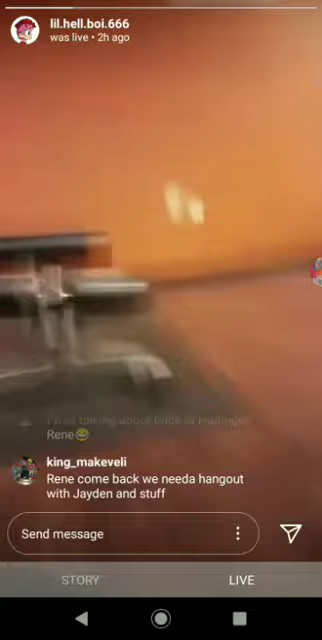 lil.hell.boi.666
was live • 2h ago
Rene😂
king_makeveli
Rene come back we needa hangout
with Jayden and stuff
Send message
STORY
LIVE